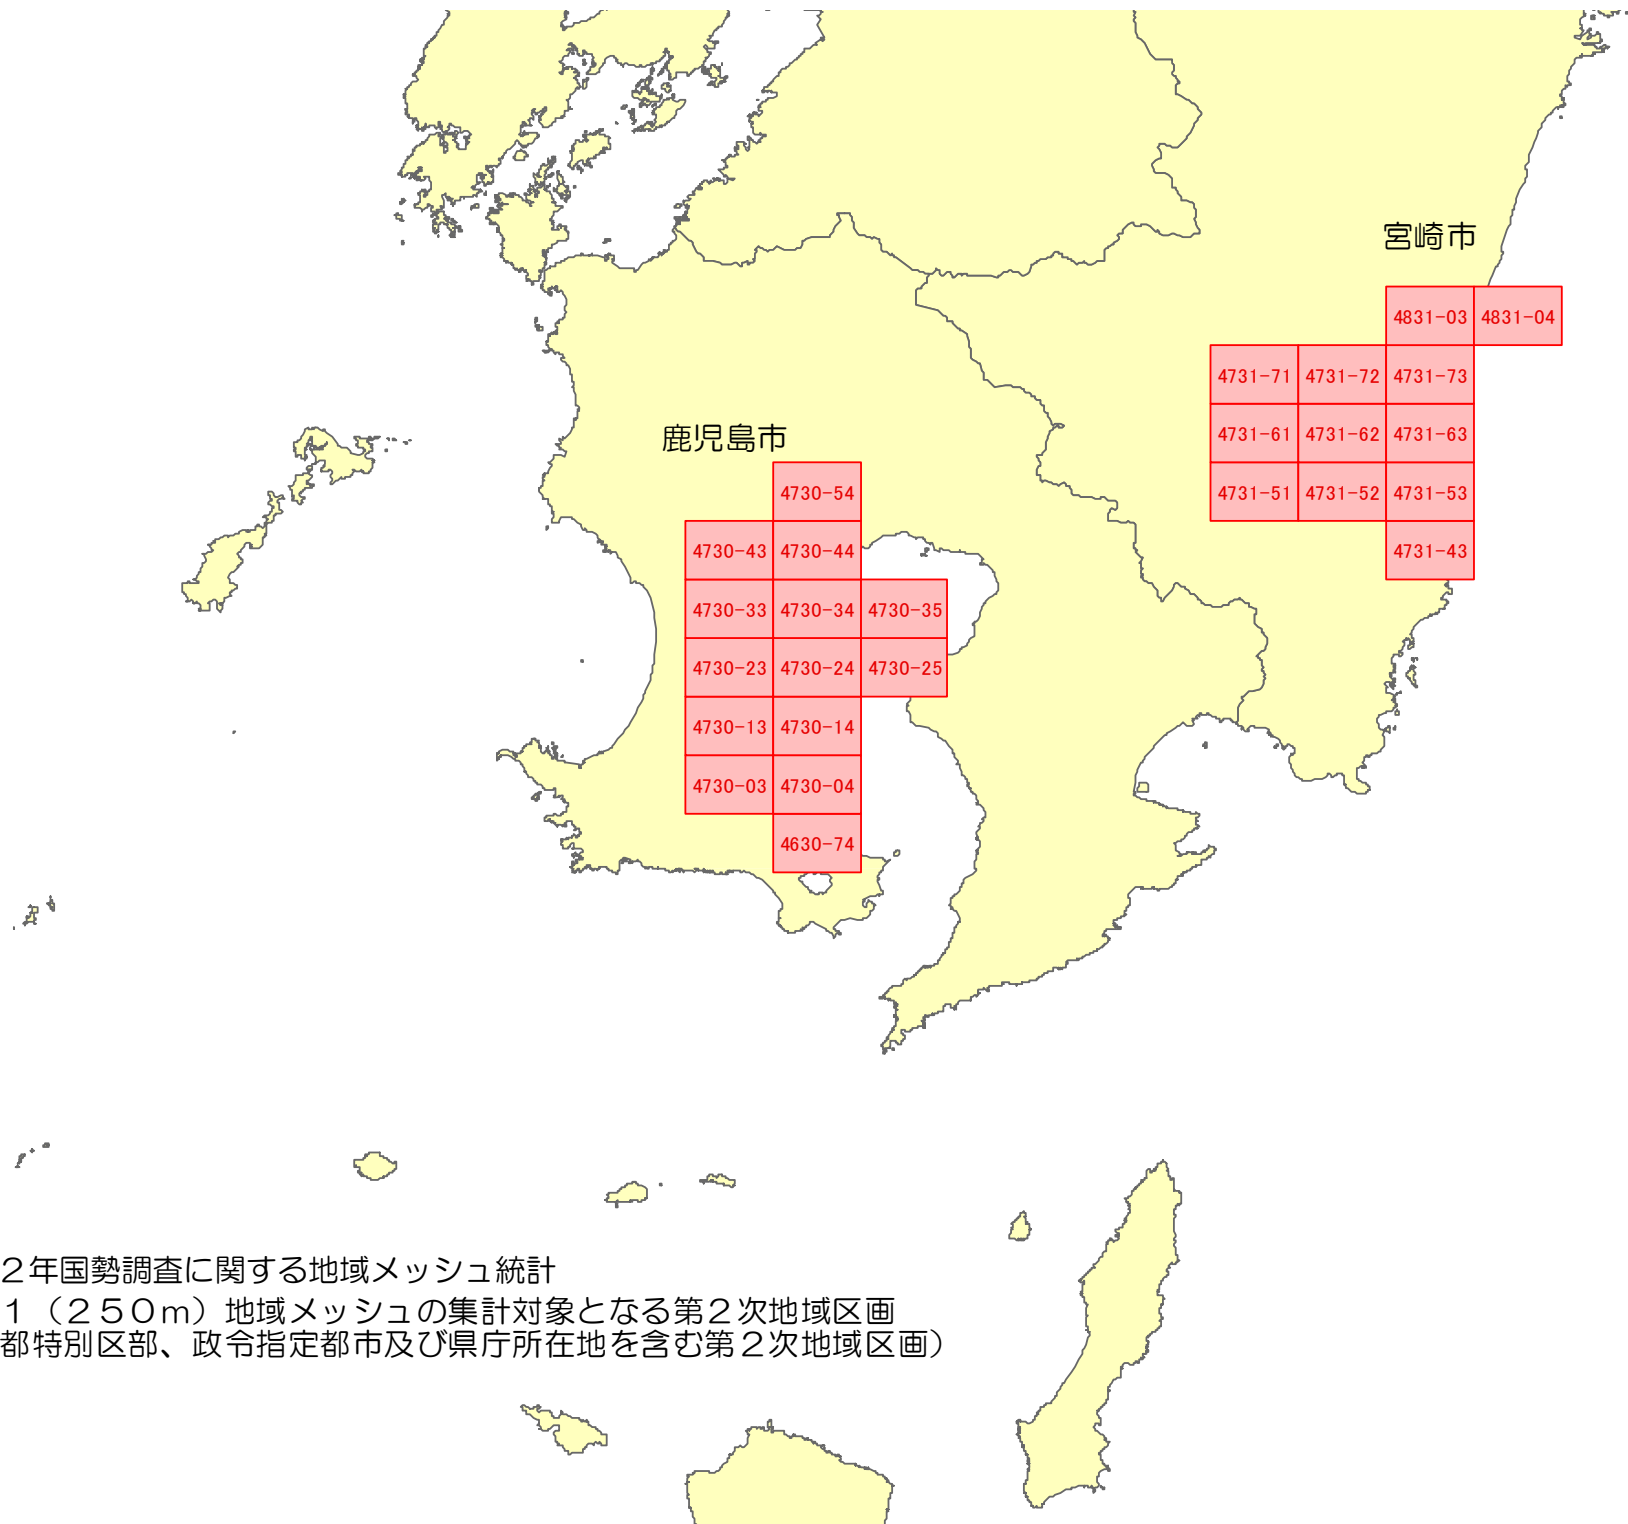 宮崎市
4831-03 4831-04
4731-71 4731-72 4731-73
4731-61 4731-62 4731-63
4731-51 4731-52 4731-53
4731-43
鹿児島市
4730-54
4730-43 4730-44
4730-33 4730-34 4730-35
4730-23 4730-24 4730-25
4730-13 4730-14
4730-03 4730-04
4630-74
2年国勢調査に関する地域メッシュ統計
1（250m）地域メッシュの集計対象となる第2次地域区画
都特別区部、政令指定都市及び県庁所在地を含む第2次地域区画）